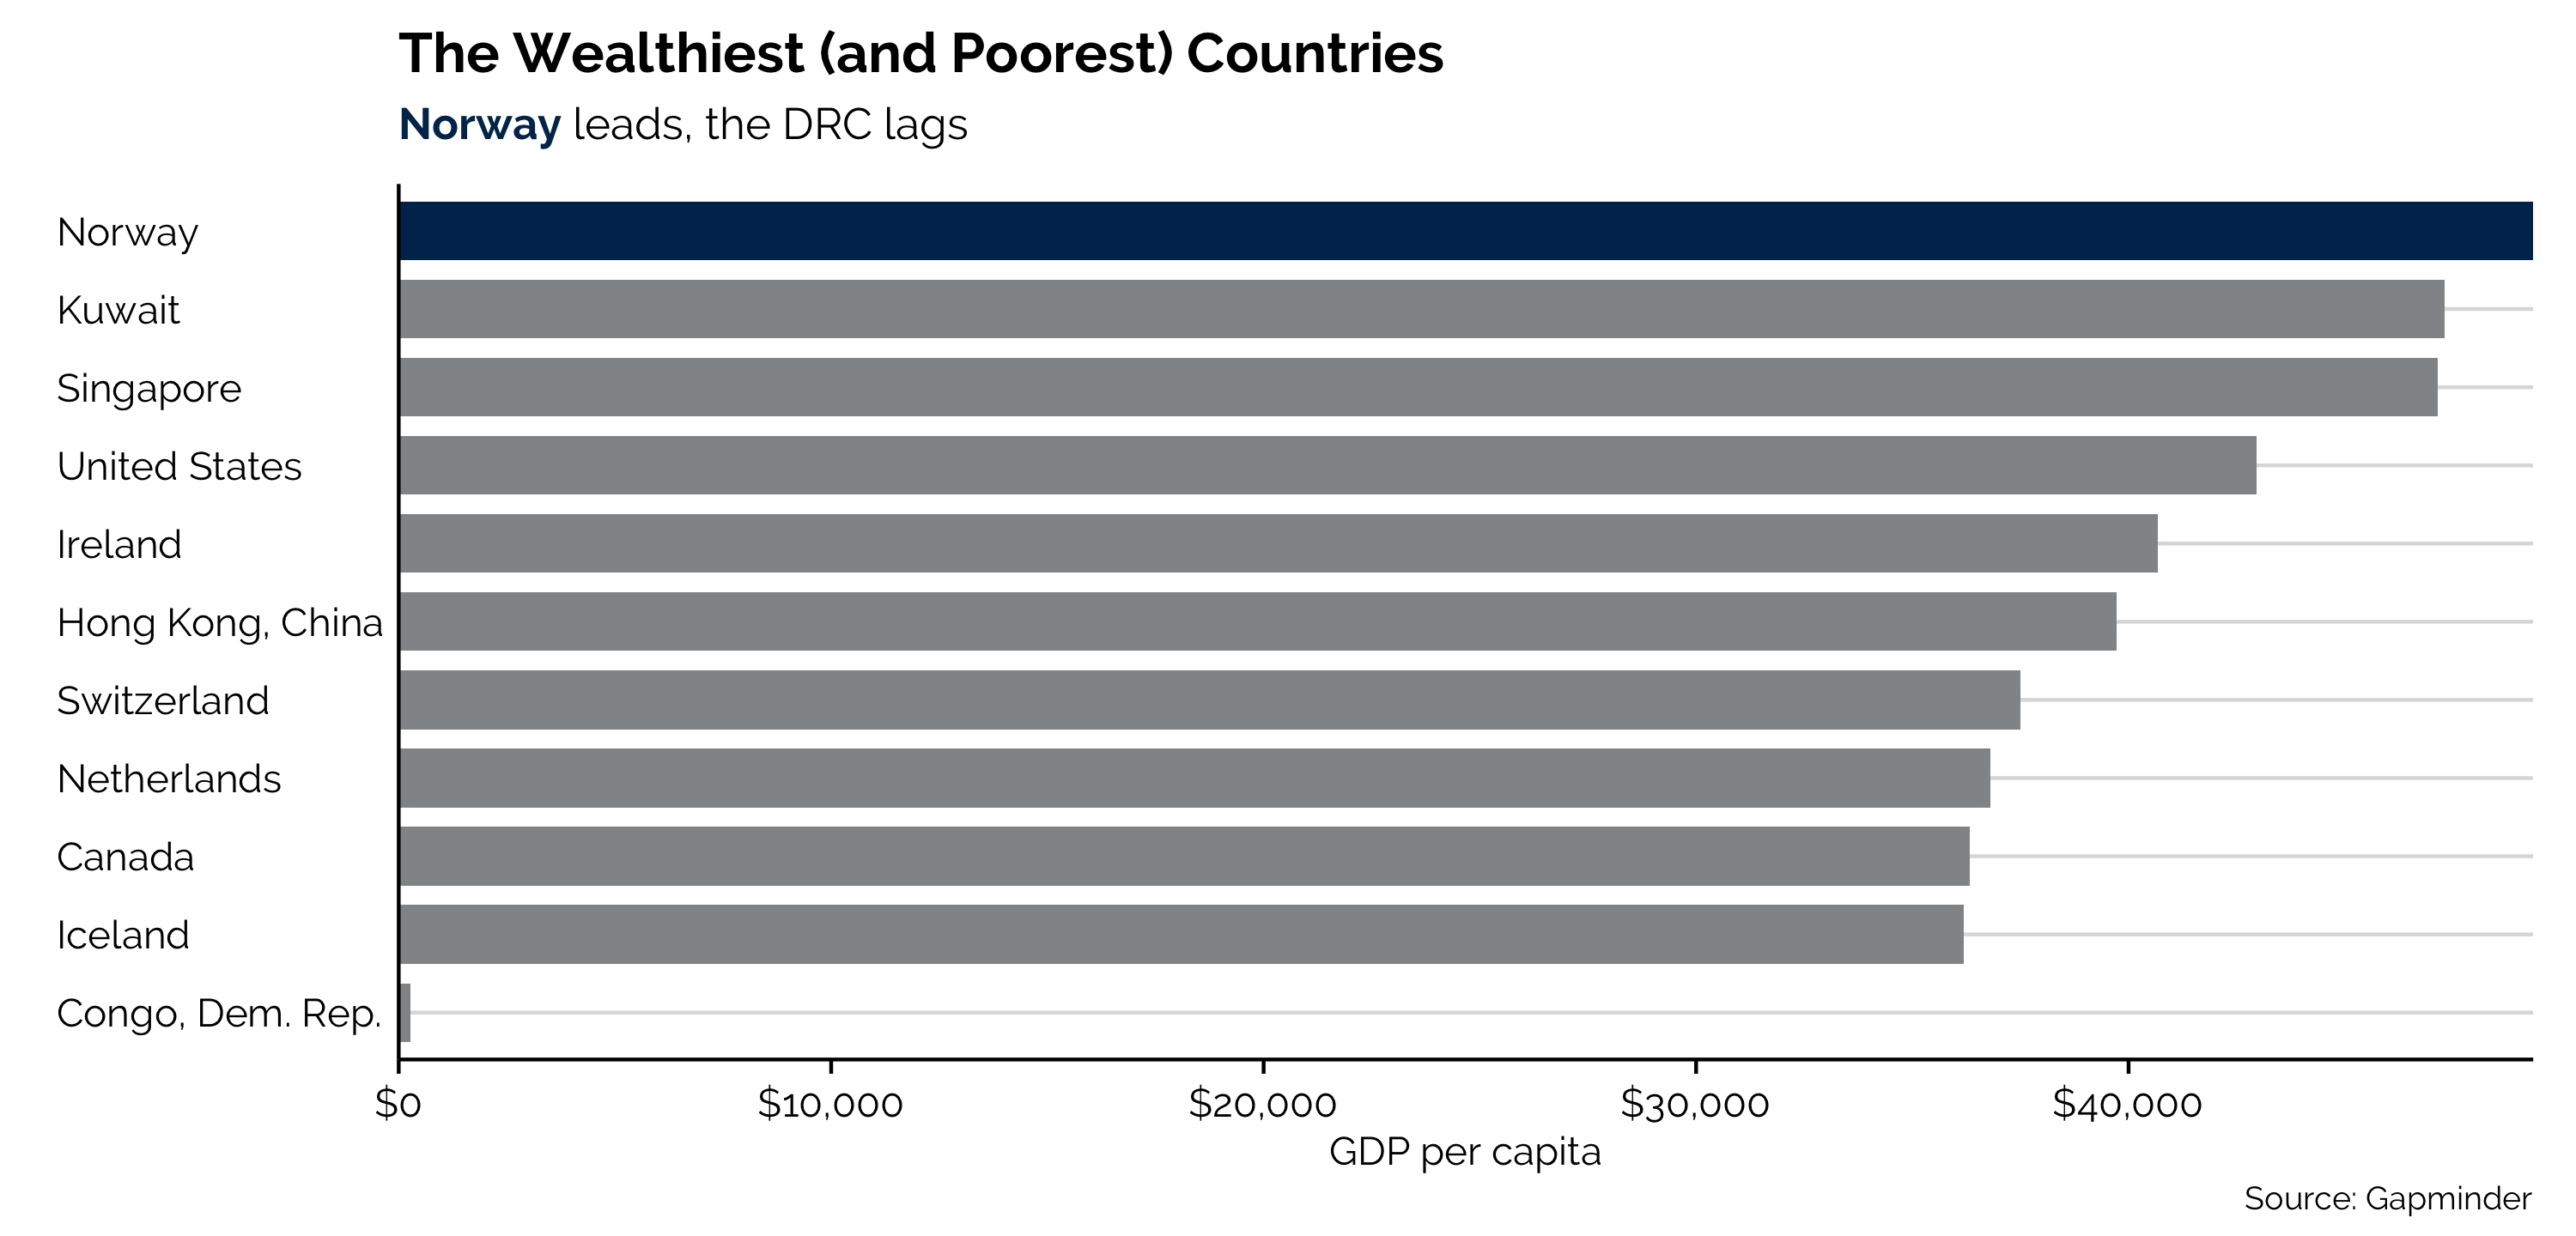 The Wealthiest (and Poorest) Countries
Norway leads, the DRC lags
Norway
Kuwait
Singapore
United States
Ireland
Hong Kong, China
Switzerland
Netherlands
Canada
Iceland
Congo, Dem. Rep.
$0 $10,000 $20,000 $30,000 $40,000
GDP per capita
Source: Gapminder